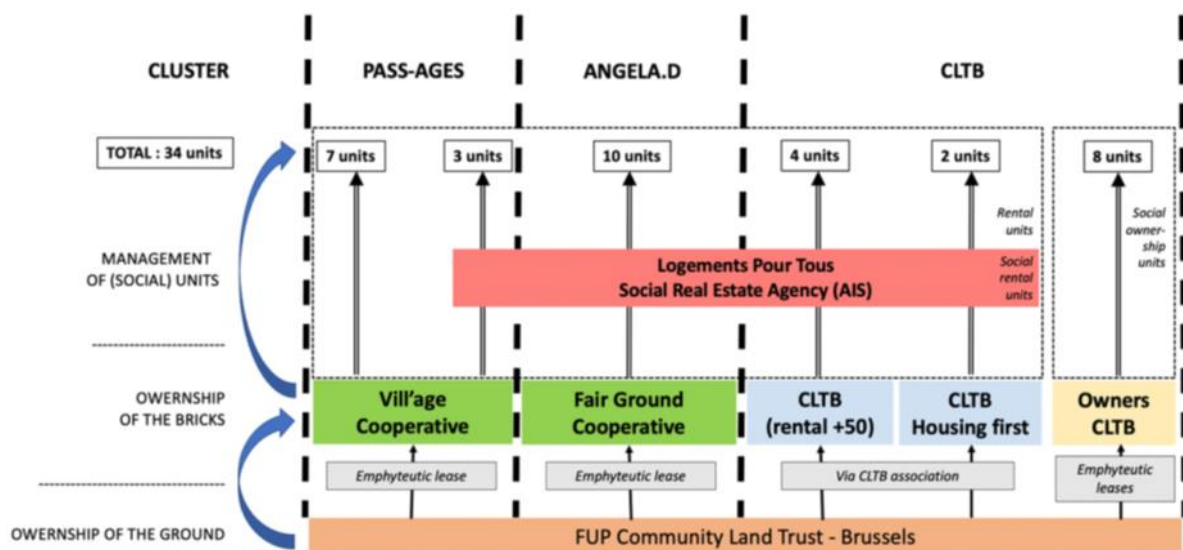 CLUSTER
PASS-AGES
ANGELA.D
CLTB
TOTAL : 34 units
7 units
3 units
10 units
4 units
2 units
8 units
Rental
units
Social
owner-
ship
units
MANAGEMENT
OF (SOCIAL) UNITS
Logements Pour Tous
Social Real Estate Agency (AIS)
Social
rental
units
OWERNSHIP
OF THE BRICKS
Vill'age
Cooperative
Fair Ground
Cooperative
CLTB
(rental +50)
CLTB
Housing first
Owners
CLTB
Emphyteutic lease
Emphyteutic lease
Via CLTB association
Emphyteutic
leases
OWERNSHIP OF THE GROUND
FUP Community Land Trust - Brussels